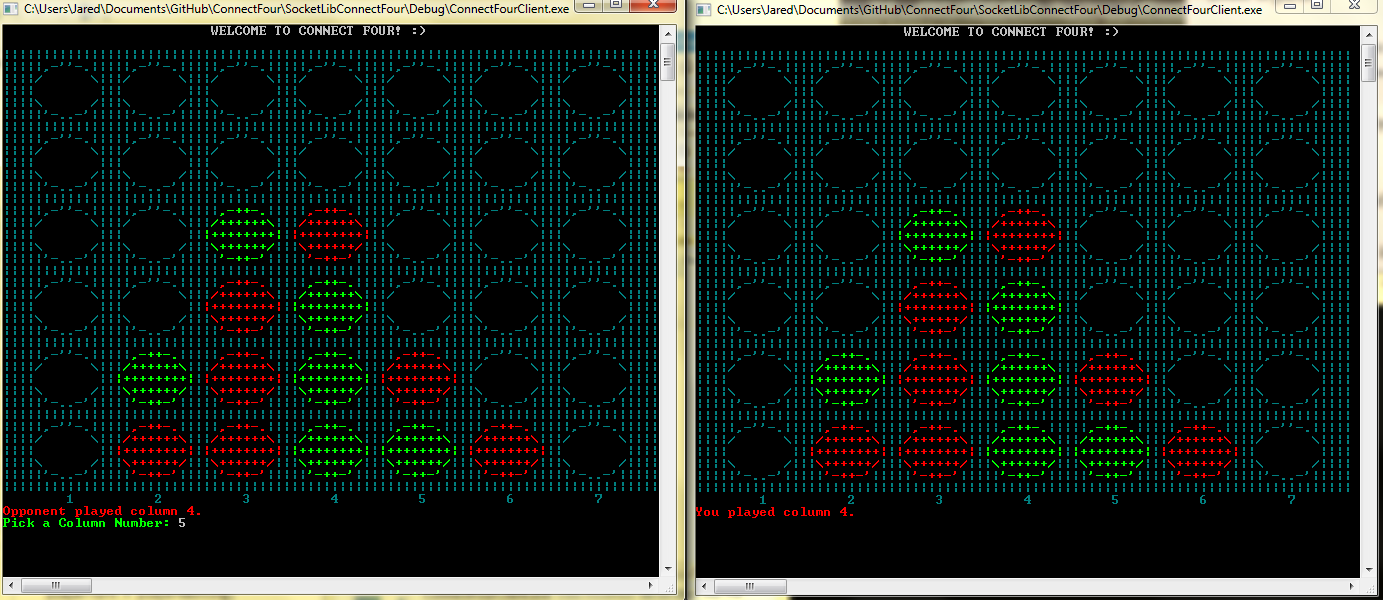 C:\Users\Jared\Documents\GitHub\ConnectFour\SocketLibConnectFour\Debug\ConnectFourClient.exe
WELCOME TO CONNECT FOUR! :>
1 2 3 4 5 6 7
Opponent played column 4.
Pick a Column Number: 5
C:\Users\Jared\Documents\GitHub\ConnectFour\SocketLibConnectFour\Debug\ConnectFourClient.exe
WELCOME TO CONNECT FOUR! :>
1 2 3 4 5 6 7
You played column 4.